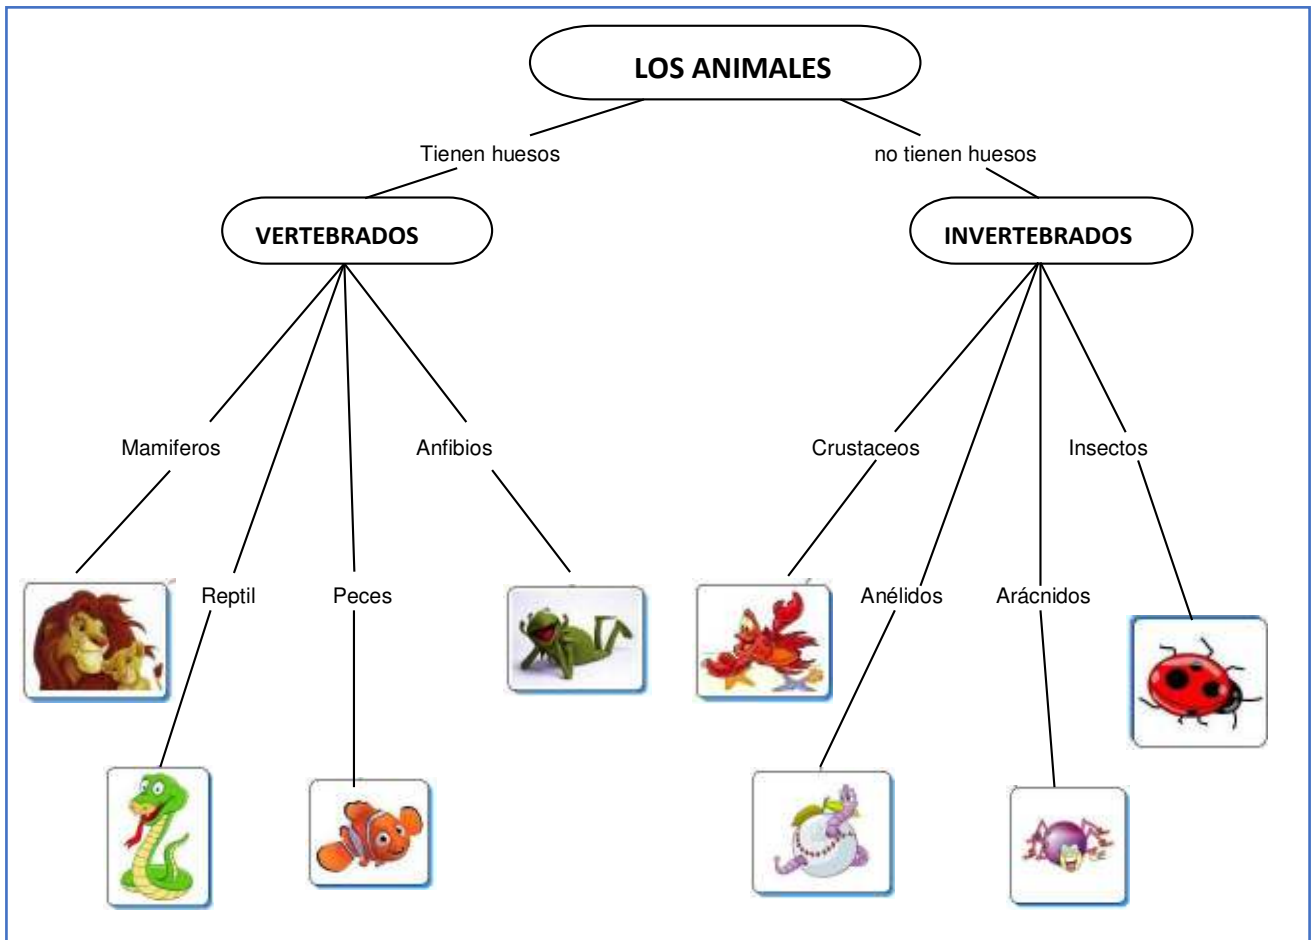 LOS ANIMALES
Tienen huesos
no tienen huesos
VERTEBRADOS
INVERTEBRADOS
Mamiferos
Anfibios
Crustaceos
Insectos
Reptil
Peces
Anélidos
Arácnidos